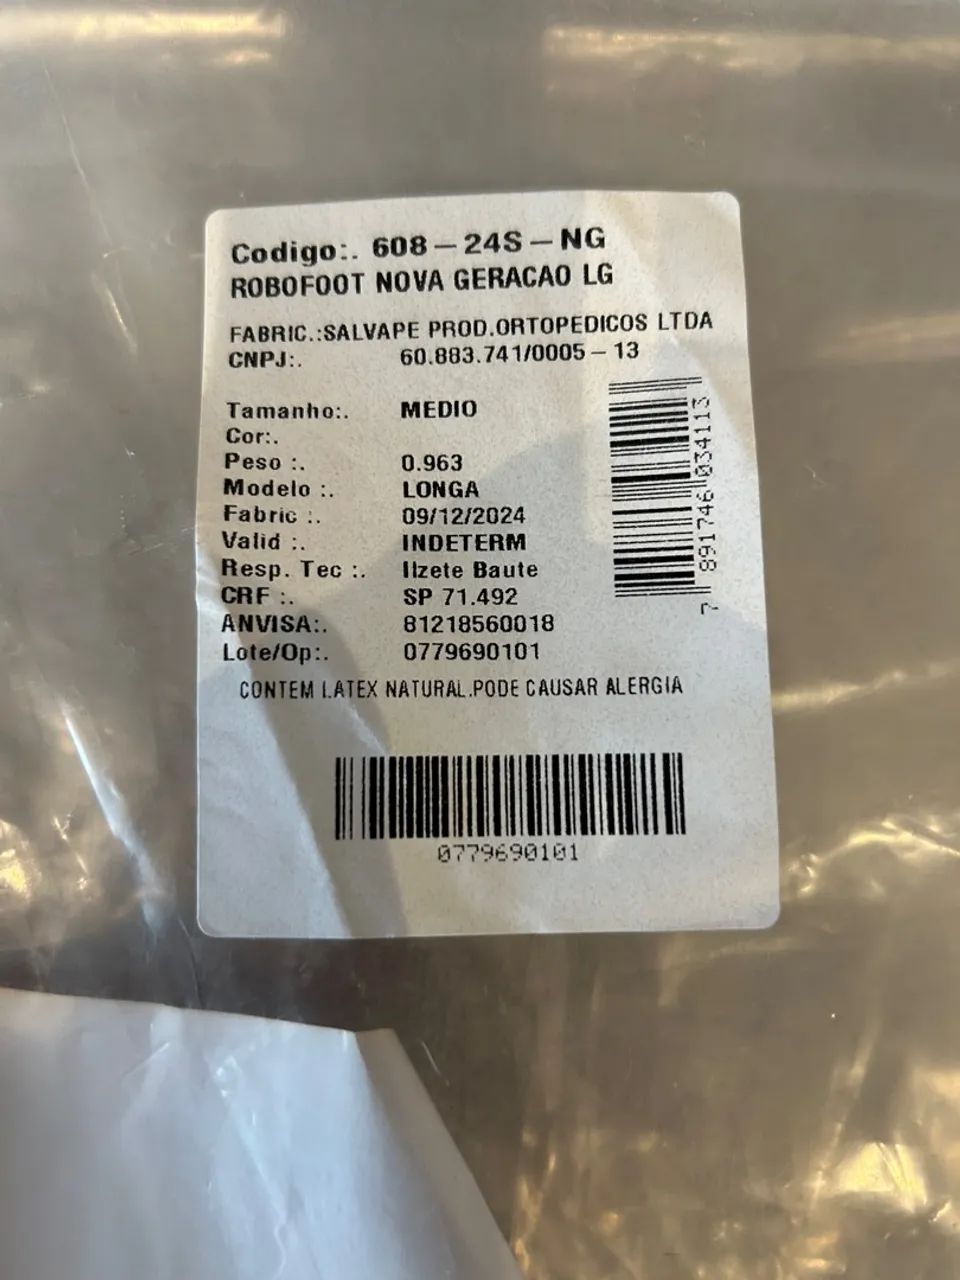 Codigo:. 608-24S-NG
ROBOFOOT NOVA GERACAO LG
FABRIC.:SALVAPE PROD.ORTOPEDICOS LTDA
CNPJ:. 60.883.741/0005-13
Tamanho:. MEDIO
Cor:.
Peso :. 0.963
Modelo :. LONGA
Fabric :. 09/12/2024
Valid :. INDETERM
Resp. Tec :. Ilzete Baute
CRF :. SP 71.492
ANVISA:. 81218560018
Lote/Op:. 0779690101
CONTEM LATEX NATURAL.PODE CAUSAR ALERGIA
7 891746 034113
0779690101